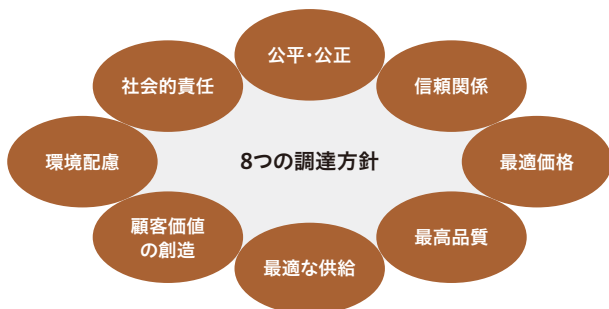 公平･公正
社会的責任
信頼関係
環境配慮
8つの調達方針
最適価格
顧客価値
の創造
最高品質
最適な供給